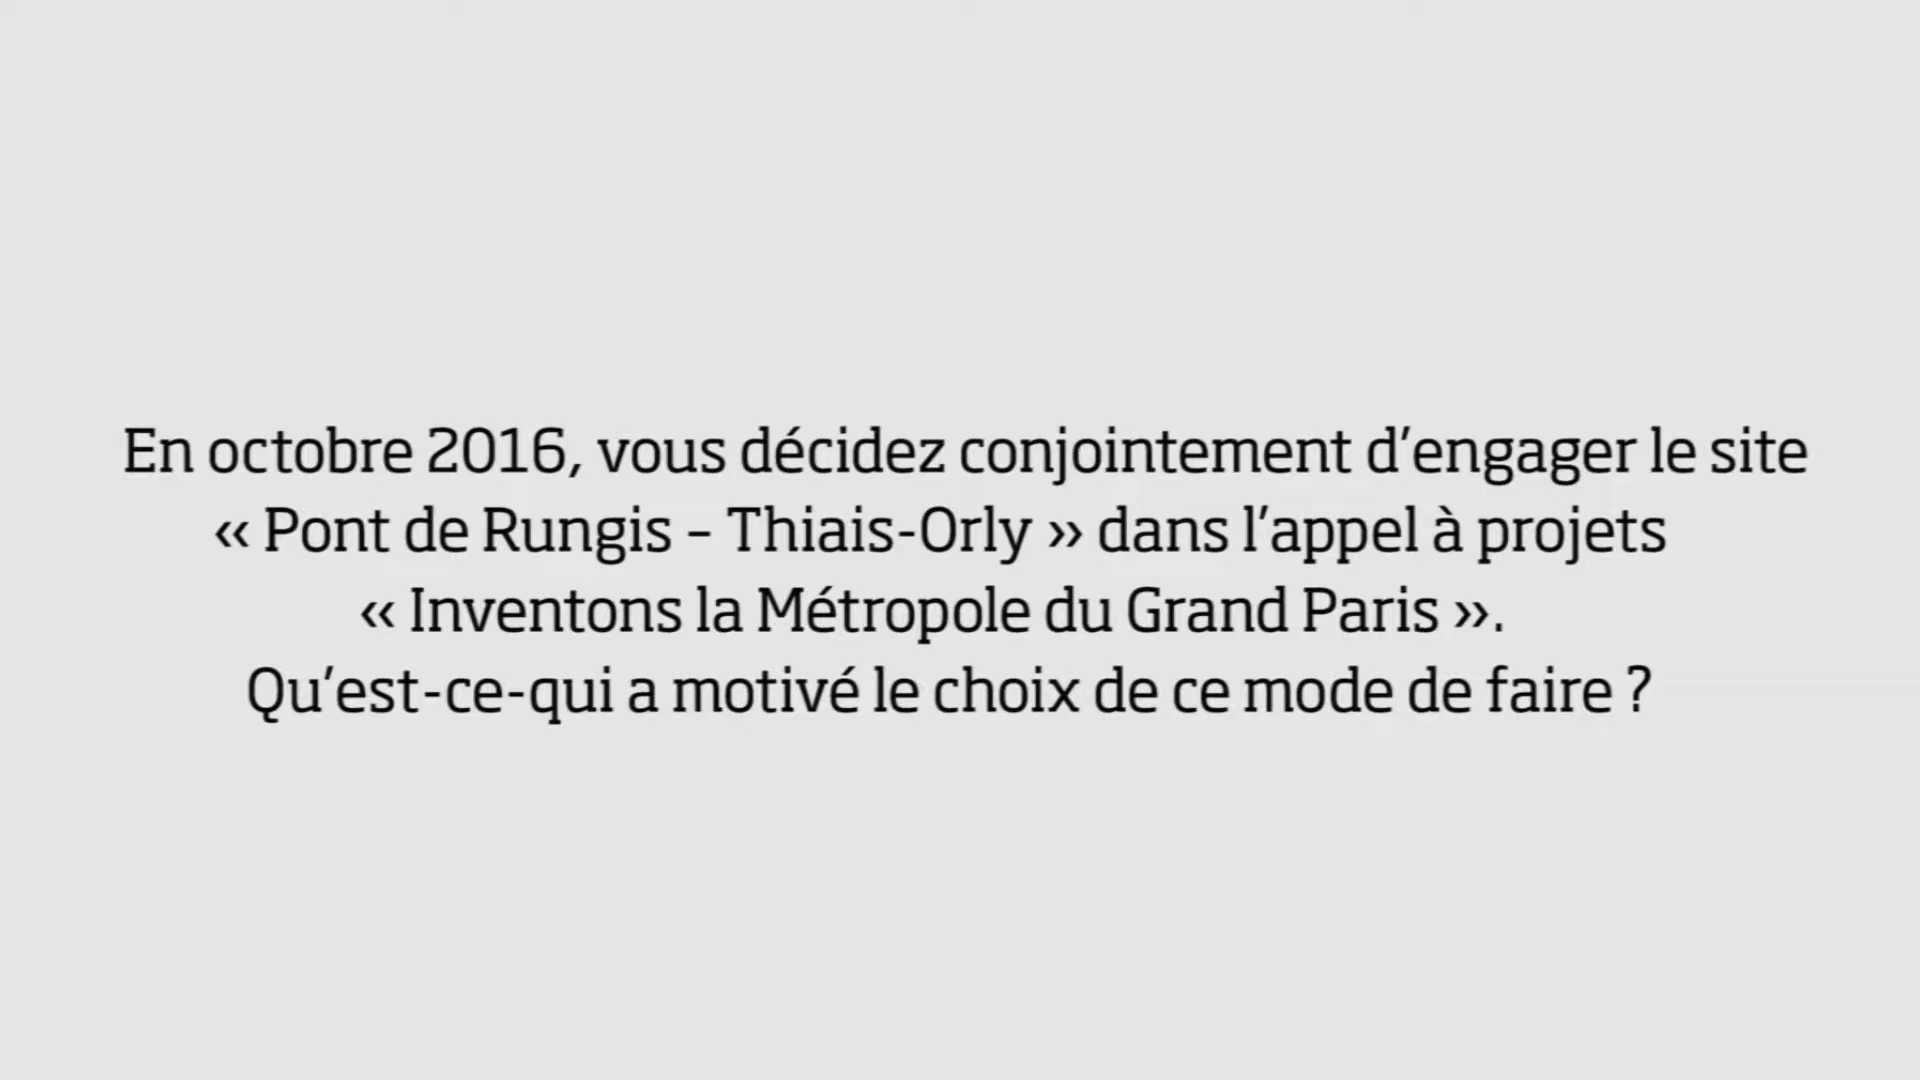 En octobre 2016, vous décidez conjointement d’engager le site
« Pont de Rungis – Thiais-Orly » dans l’appel à projets
« Inventons la Métropole du Grand Paris ».
Qu’est-ce-qui a motivé le choix de ce mode de faire ?